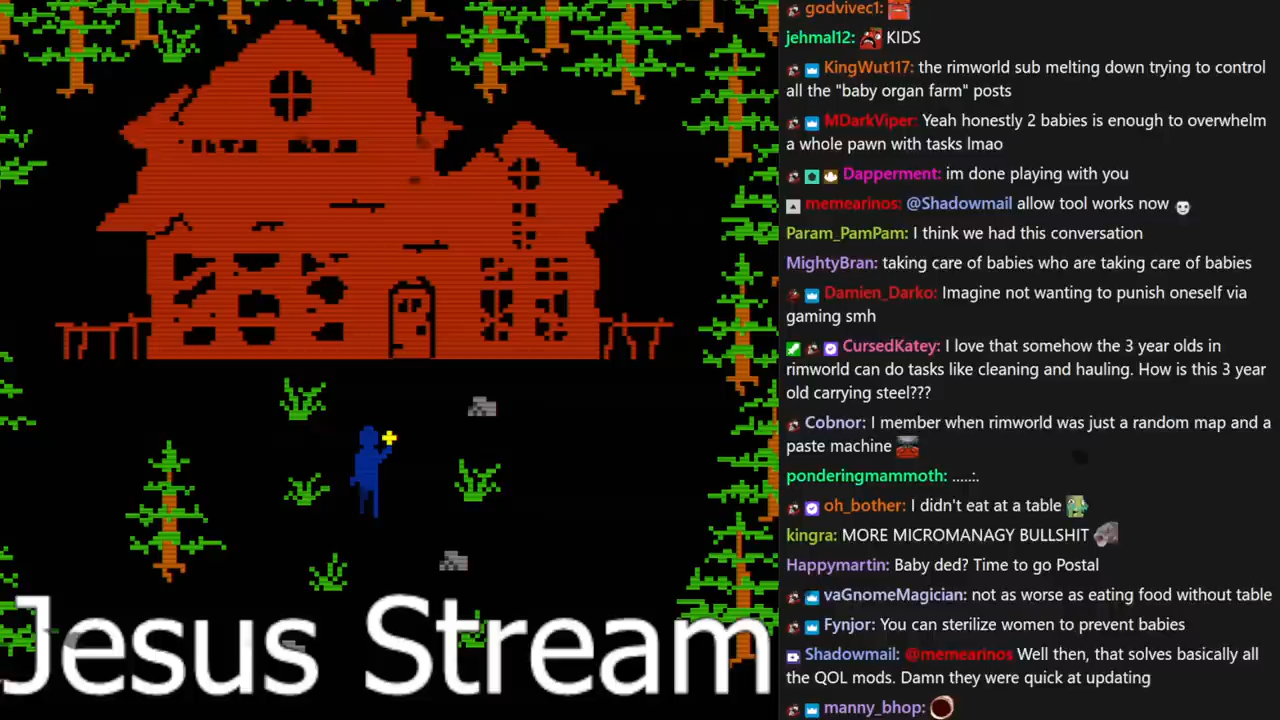 Jesus Stream
godvivec1:
jehmal12: KIDS
KingWut117: the rimworld sub melting down trying to control
all the "baby organ farm" posts
MDarkViper: Yeah honestly 2 babies is enough to overwhelm
a whole pawn with tasks lmao
Dapperment: im done playing with you
memearinos: @Shadowmail allow tool works now
Param_PamPam: I think we had this conversation
MightyBran: taking care of babies who are taking care of babies
Damien_Darko: Imagine not wanting to punish oneself via
gaming smh
CursedKatey: I love that somehow the 3 year olds in
rimworld can do tasks like cleaning and hauling. How is this 3 year
old carrying steel???
Cobnor: I member when rimworld was just a random map and a
paste machine
ponderingmammoth: .....:.
oh_bother: I didn't eat at a table
kingra: MORE MICROMANAGY BULLSHIT
Happymartin: Baby ded? Time to go Postal
vaGnomeMagician: not as worse as eating food without table
Fynjor: You can sterilize women to prevent babies
Shadowmail: @memearinos Well then, that solves basically all
the QOL mods. Damn they were quick at updating
manny_bhop: